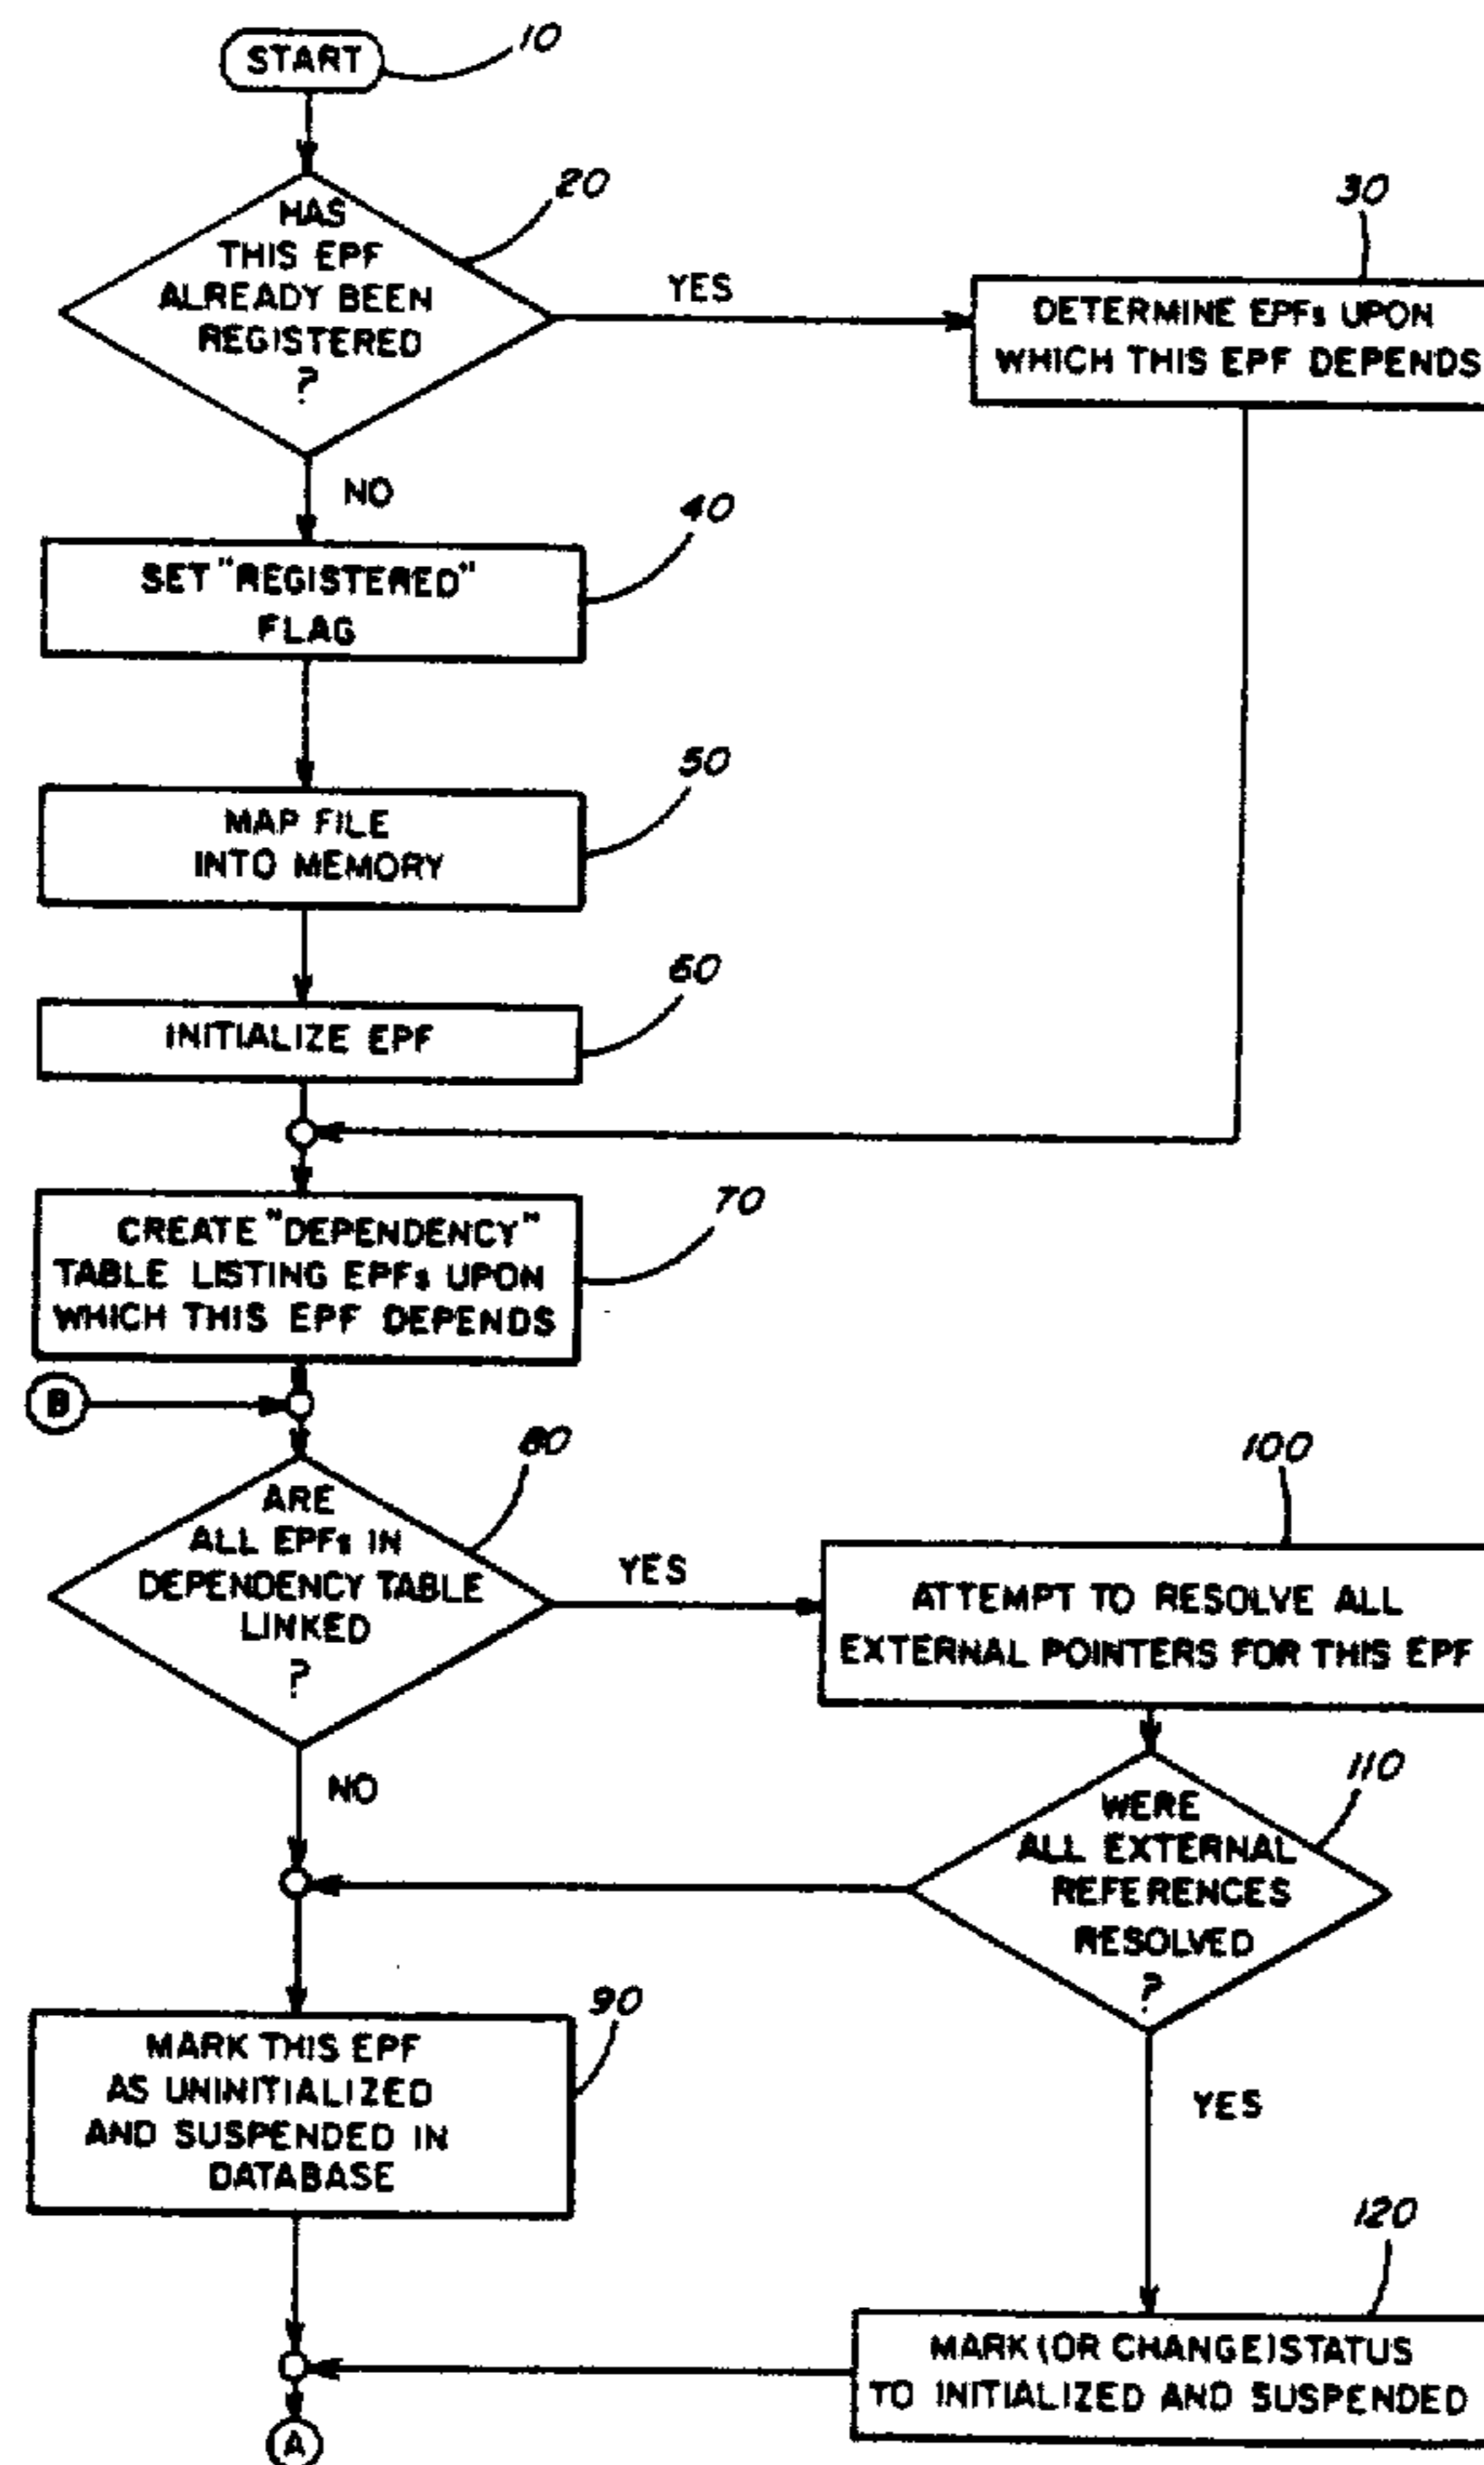 START
10
HAS
THIS EPF
ALREADY BEEN
REGISTERED
?
20
YES
30
DETERMINE EPFs UPON
WHICH THIS EPF DEPENDS
NO
SET "REGISTERED"
FLAG
40
MAP FILE
INTO MEMORY
50
INITIALIZE EPF
60
CREATE "DEPENDENCY"
TABLE LISTING EPFs UPON
WHICH THIS EPF DEPENDS
70
B
ARE
ALL EPFs IN
DEPENDENCY TABLE
LINKED
?
80
YES
100
ATTEMPT TO RESOLVE ALL
EXTERNAL POINTERS FOR THIS EPF
NO
WERE
ALL EXTERNAL
REFERENCES
RESOLVED
?
110
MARK THIS EPF
AS UNINITIALIZED
AND SUSPENDED IN
DATABASE
90
YES
120
MARK (OR CHANGE) STATUS
TO INITIALIZED AND SUSPENDED
A